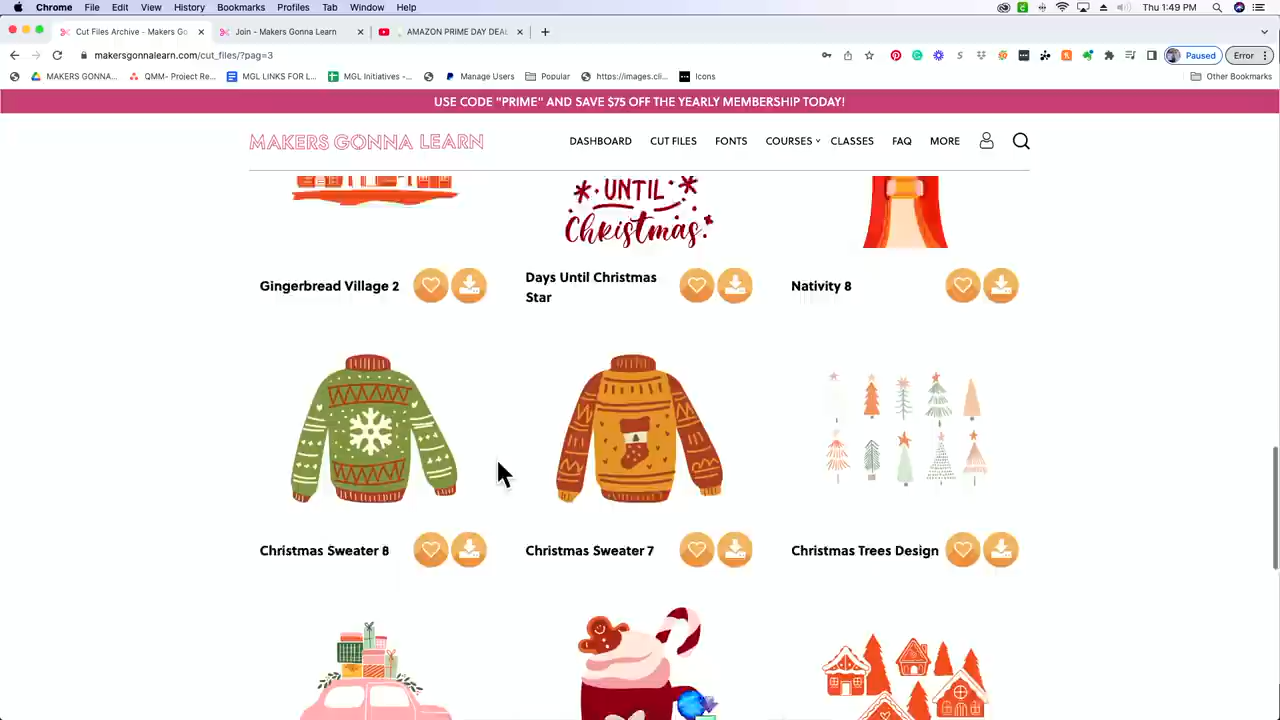 Chrome File Edit View History Bookmarks Profiles Tab Window Help Thu 1:49 PM
Cut Files Archive - Makers Go Join - Makers Gonna Learn AMAZON PRIME DAY DEAL
makersgonnalearn.com/cut_files/?pag=3 Paused Error
MAKERS GONNA... QMM- Project Re... MGL LINKS FOR L... MGL Initiatives -... Manage Users Popular https://images.cli... Icons Other Bookmarks
USE CODE "PRIME" AND SAVE $75 OFF THE YEARLY MEMBERSHIP TODAY!
MAKERS GONNA LEARN DASHBOARD CUT FILES FONTS COURSES CLASSES FAQ MORE
UNTIL
Christmas
Gingerbread Village 2
Days Until Christmas
Star
Nativity 8
Christmas Sweater 8
Christmas Sweater 7
Christmas Trees Design